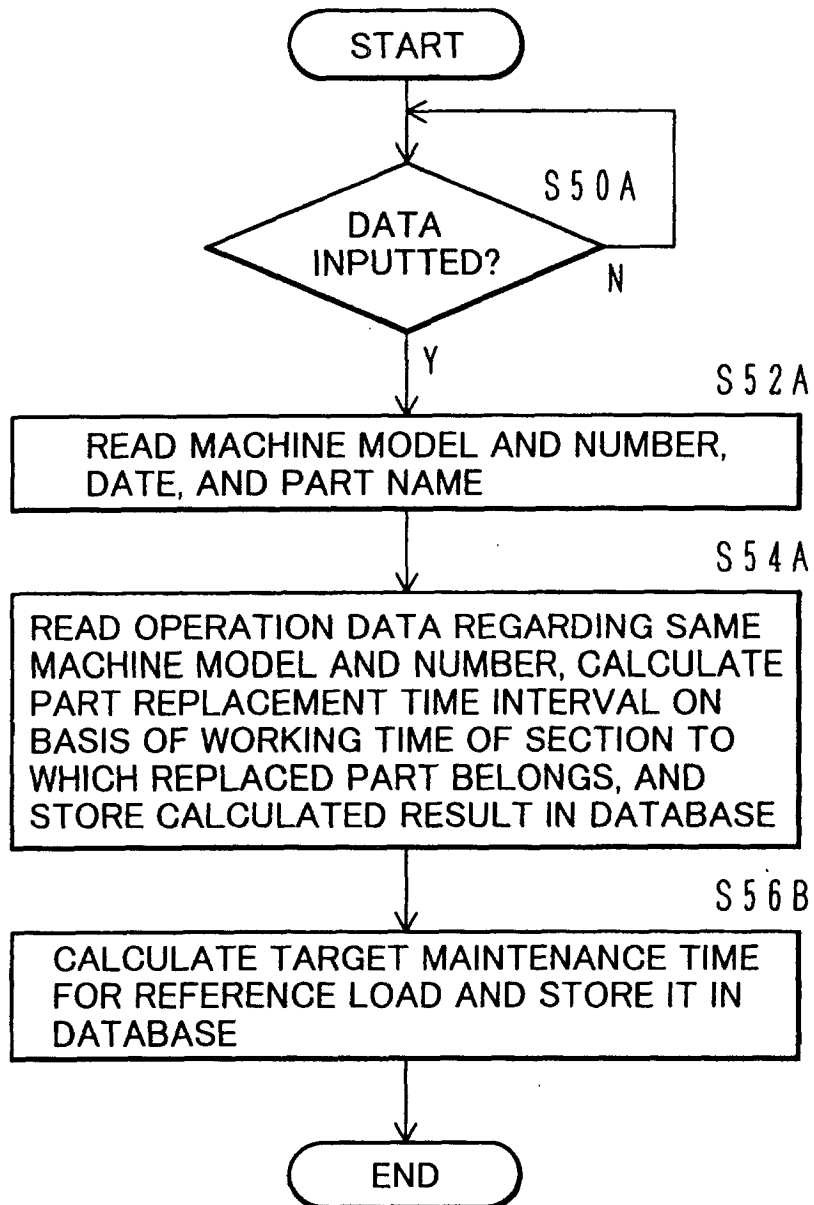 START
S50A
DATA
INPUTTED?
N
Y
S52A
READ MACHINE MODEL AND NUMBER,
DATE, AND PART NAME
S54A
READ OPERATION DATA REGARDING SAME
MACHINE MODEL AND NUMBER, CALCULATE
PART REPLACEMENT TIME INTERVAL ON
BASIS OF WORKING TIME OF SECTION TO
WHICH REPLACED PART BELONGS, AND
STORE CALCULATED RESULT IN DATABASE
S56B
CALCULATE TARGET MAINTENANCE TIME
FOR REFERENCE LOAD AND STORE IT IN
DATABASE
END